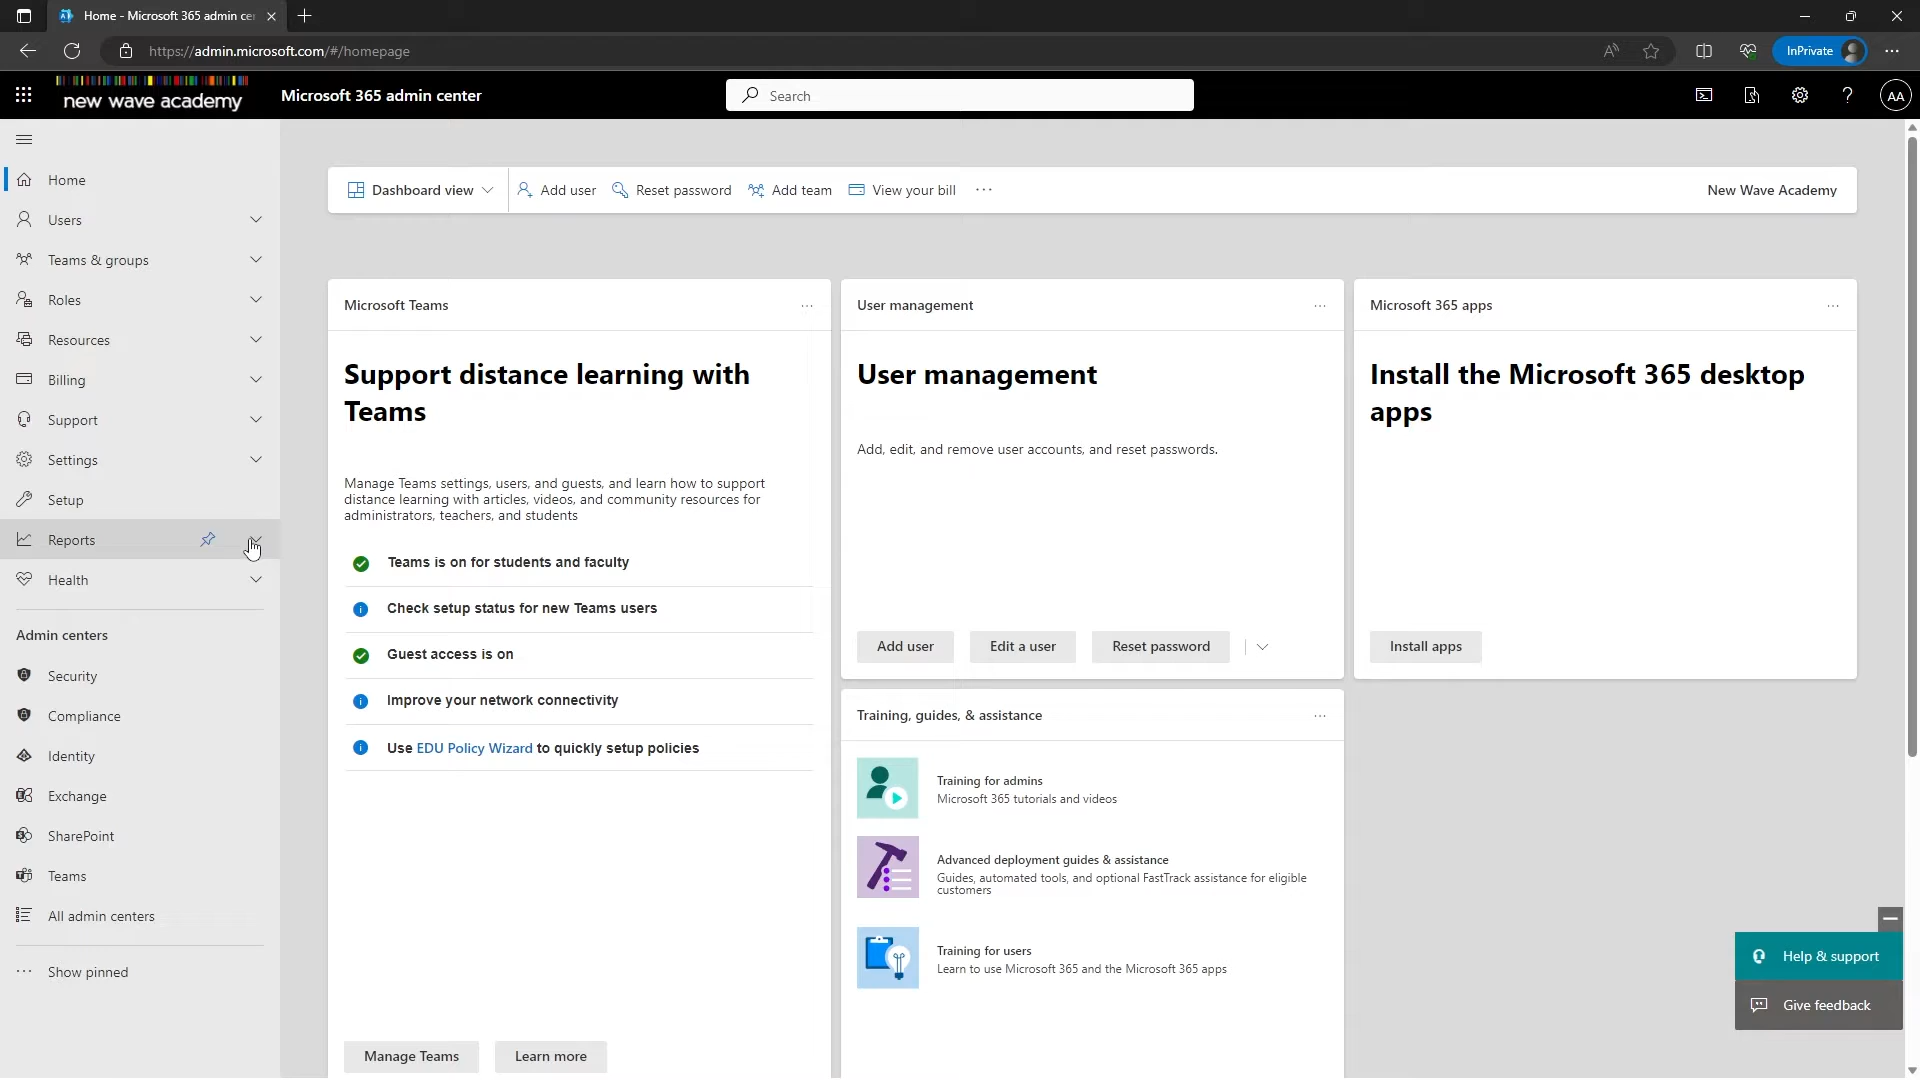 Home - Microsoft 365 admin cer
https://admin.microsoft.com/#/homepage
InPrivate
new wave academy
Microsoft 365 admin center
Search
AA
Home
Users
Teams & groups
Roles
Resources
Billing
Support
Settings
Setup
Reports
Health
Admin centers
Security
Compliance
Identity
Exchange
SharePoint
Teams
All admin centers
Show pinned
Dashboard view
Add user
Reset password
Add team
View your bill
New Wave Academy
Microsoft Teams
Support distance learning with
Teams
Manage Teams settings, users, and guests, and learn how to support
distance learning with articles, videos, and community resources for
administrators, teachers, and students
Teams is on for students and faculty
Check setup status for new Teams users
Guest access is on
Improve your network connectivity
Use EDU Policy Wizard to quickly setup policies
Manage Teams
Learn more
User management
User management
Add, edit, and remove user accounts, and reset passwords.
Add user
Edit a user
Reset password
Training, guides, & assistance
Training for admins
Microsoft 365 tutorials and videos
Advanced deployment guides & assistance
Guides, automated tools, and optional FastTrack assistance for eligible
customers
Training for users
Learn to use Microsoft 365 and the Microsoft 365 apps
Microsoft 365 apps
Install the Microsoft 365 desktop
apps
Install apps
Help & support
Give feedback